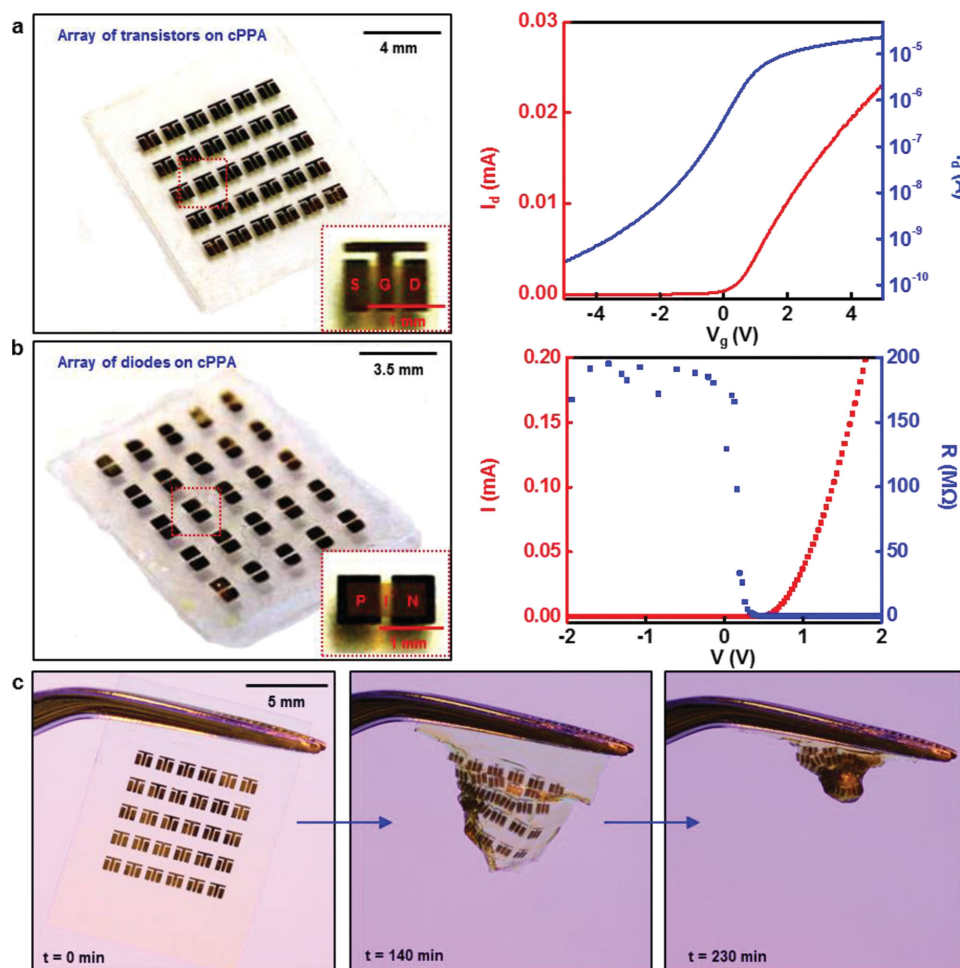 a
Array of transistors on cPPA
4 mm
S G D
1 mm
0.03
0.02
0.01
0.00
I_d (mA)
10⁻⁵
10⁻⁶
10⁻⁷
10⁻⁸
10⁻⁹
10⁻¹⁰
-4 -2 0 2 4
V_g (V)
b
Array of diodes on cPPA
3.5 mm
P I N
1 mm
0.20
0.15
0.10
0.05
0.00
I (mA)
200
150
100
50
0
R (MΩ)
-2 -1 0 1 2
V (V)
c
5 mm
t = 0 min
t = 140 min
t = 230 min